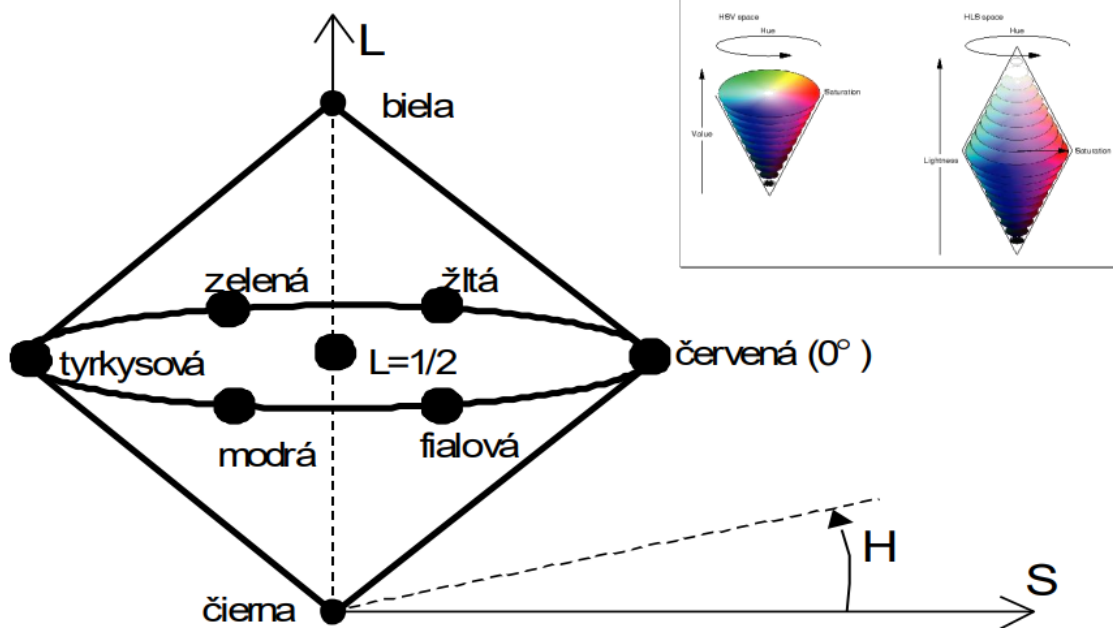 L
biela
zelená
žltá
tyrkysová
L=1/2
červená (0° )
modrá
fialová
čierna
H
S
HSV space
Hue
Saturation
Value
HLS space
Hue
Saturation
Lightness